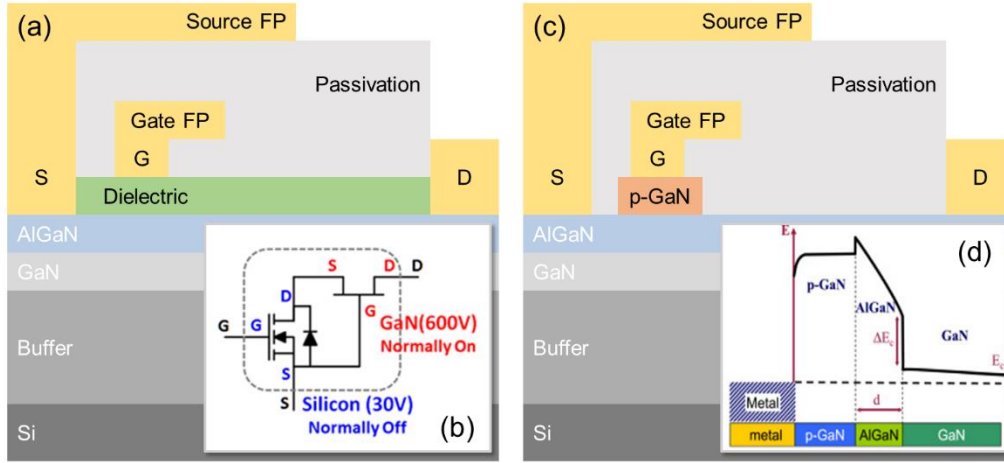 (a)
Source FP
Passivation
Gate FP
G
S
D
Dielectric
AlGaN
GaN
Buffer
Si
S
D
D
D
G
G
G
GaN(600V)
Normally On
S
S
Silicon (30V)
Normally Off
(b)
(c)
Source FP
Passivation
Gate FP
G
S
D
p-GaN
AlGaN
GaN
Buffer
Si
E
(d)
p-GaN
AlGaN
GaN
ΔEc
Ec
Metal
d
metal
p-GaN
AlGaN
GaN